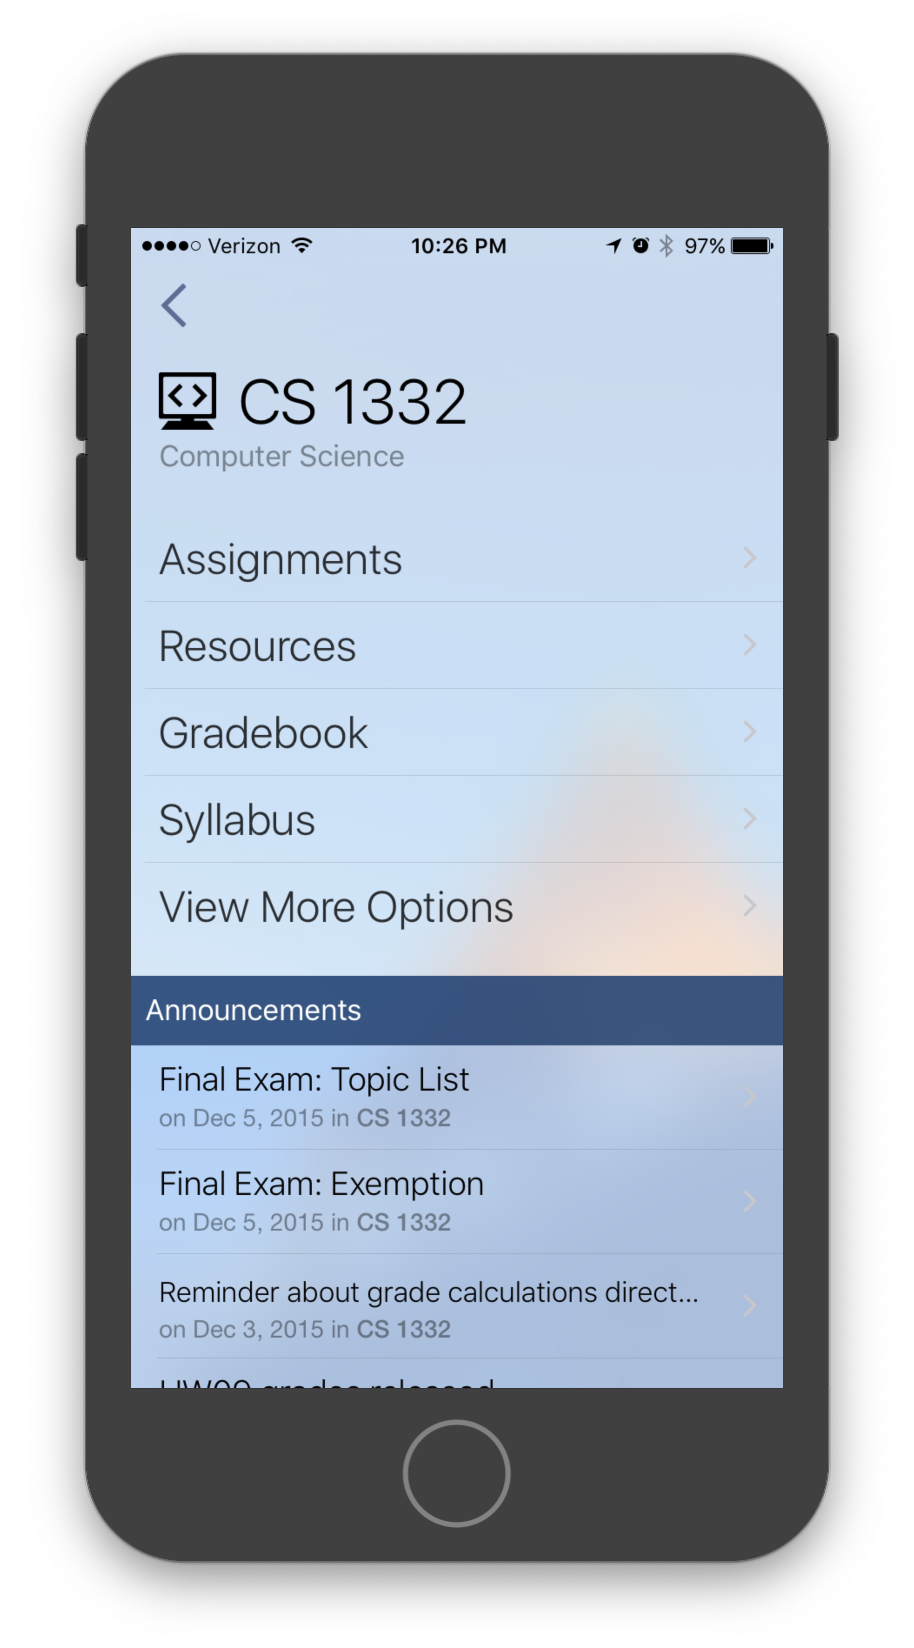 Verizon 10:26 PM 97%
CS 1332
Computer Science
Assignments
Resources
Gradebook
Syllabus
View More Options
Announcements
Final Exam: Topic List
on Dec 5, 2015 in CS 1332
Final Exam: Exemption
on Dec 5, 2015 in CS 1332
Reminder about grade calculations direct...
on Dec 3, 2015 in CS 1332
grades released